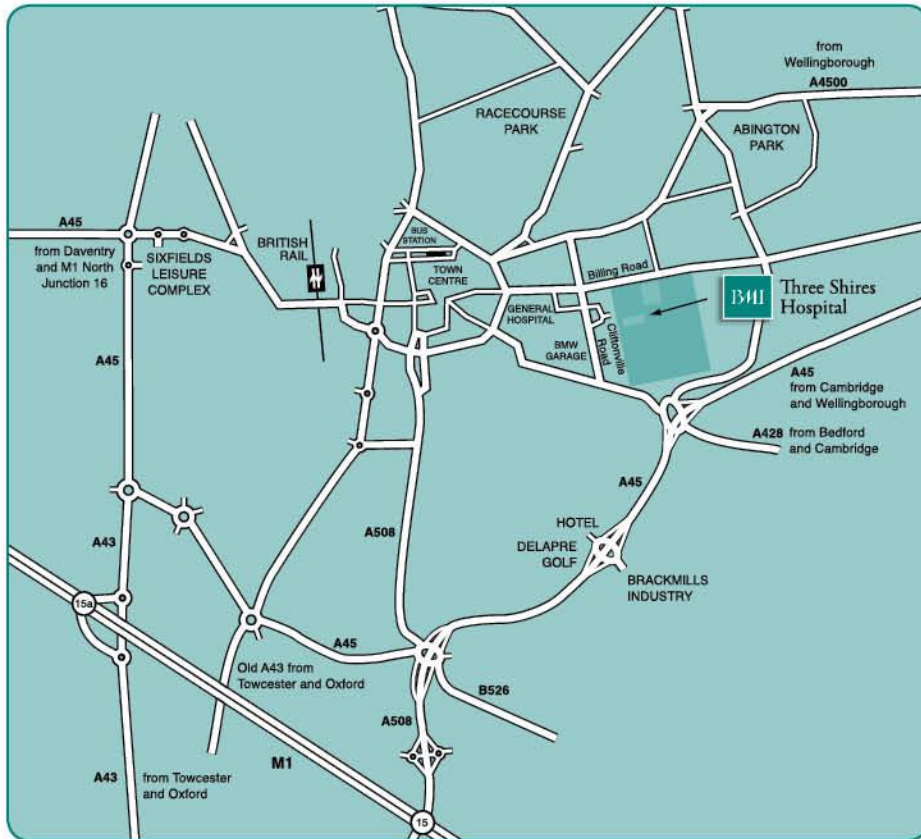 from
Wellingborough
A4500
RACECOURSE
PARK
ABINGTON
PARK
A45
from Daventry
and M1 North
Junction 16
SIXFIELDS
LEISURE
COMPLEX
BRITISH
RAIL
BUS
STATION
TOWN
CENTRE
Billing Road
GENERAL
HOSPITAL
BMW
GARAGE
Cliftonville
Road
BMI
Three Shires
Hospital
A45
A45
from Cambridge
and Wellingborough
A428 from Bedford
and Cambridge
A45
HOTEL
DELAPRE
GOLF
BRACKMILLS
INDUSTRY
A508
A43
15a
A45
Old A43 from
Towcester and Oxford
B526
A508
M1
A43 from Towcester
and Oxford
15